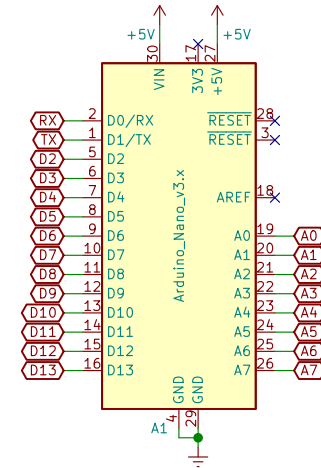 +5V +5V
30 17 27
VIN 3V3 +5V
RX 2 D0/RX RESET 28
TX 1 D1/TX RESET 3
D2 5 D2
D3 6 D3
D4 7 D4 AREF 18
D5 8 D5
D6 9 D6 A0 19 A0
D7 10 D7 A1 20 A1
D8 11 D8 A2 21 A2
D9 12 D9 A3 22 A3
D10 13 D10 A4 23 A4
D11 14 D11 A5 24 A5
D12 15 D12 A6 25 A6
D13 16 D13 A7 26 A7
Arduino_Nano_v3.x
GND GND
4 29
A1